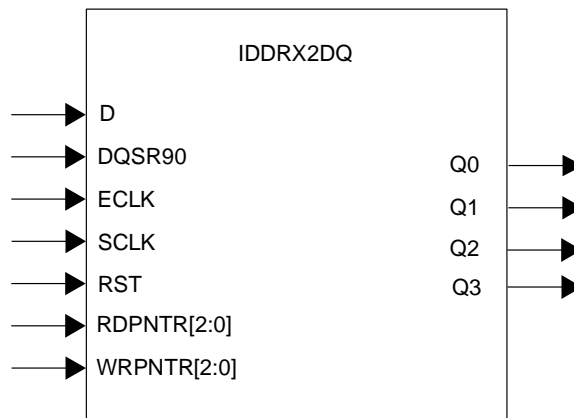 IDDRX2DQ
D
DQSR90
ECLK
SCLK
RST
RDPNTR[2:0]
WRPNTR[2:0]
Q0
Q1
Q2
Q3